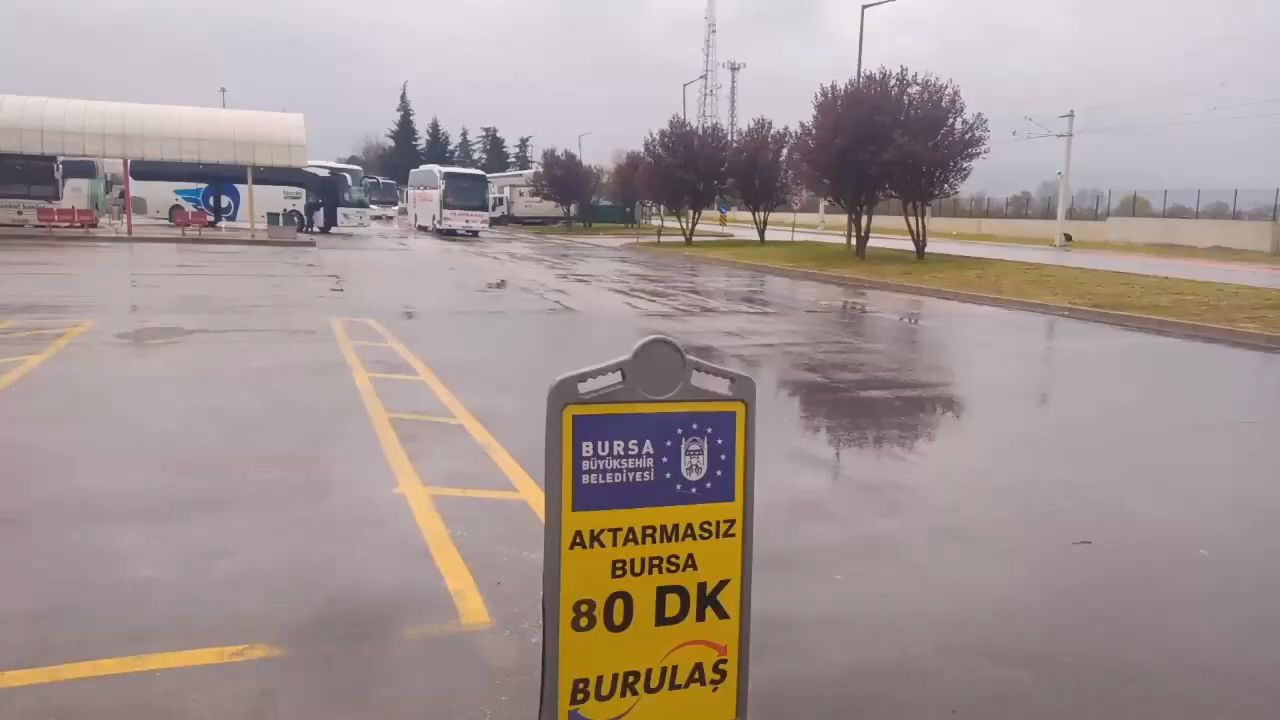 BURSA
BÜYÜKŞEHİR
BELEDİYESİ
AKTARMASIZ
BURSA
80 DK
BURULAŞ